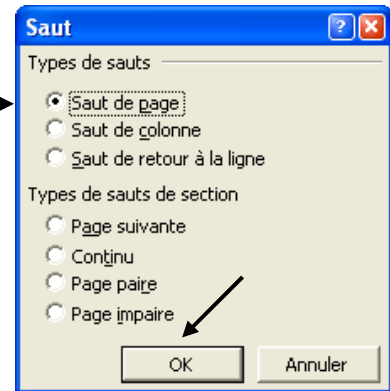 Saut
Types de sauts
Saut de page
Saut de colonne
Saut de retour à la ligne
Types de sauts de section
Page suivante
Continu
Page paire
Page impaire
OK
Annuler